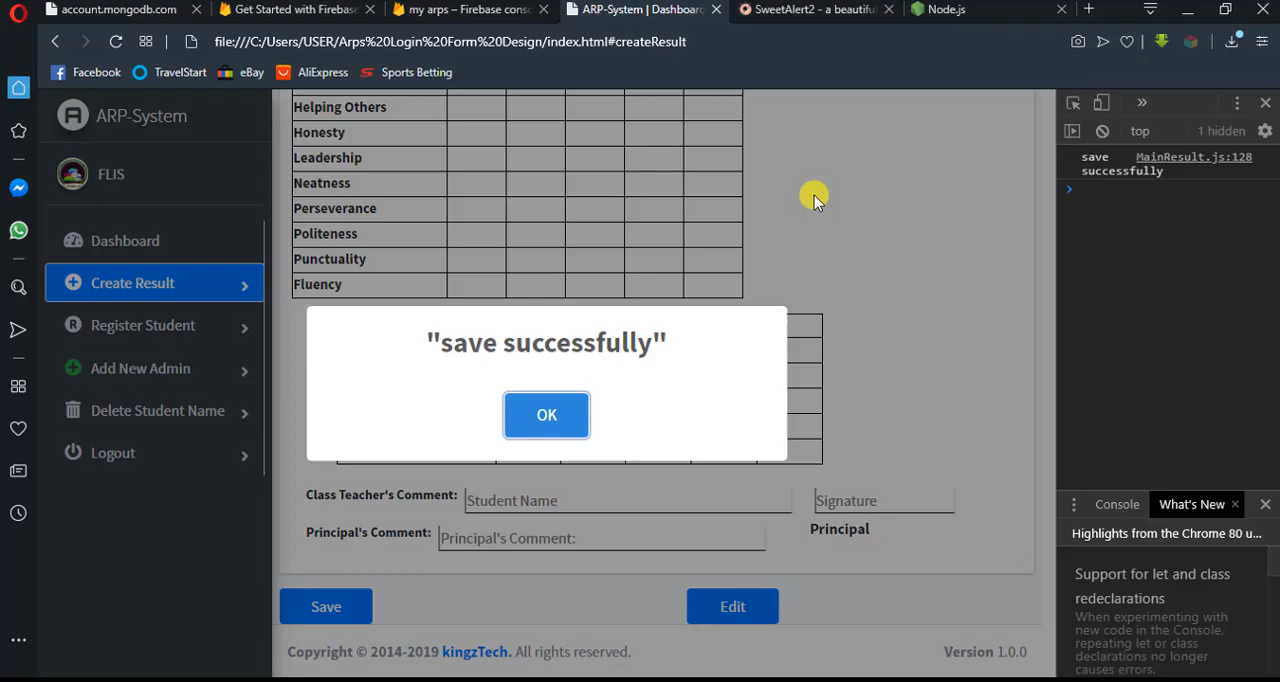 account.mongodb.com
Get Started with Firebas
my arps – Firebase cons
ARP-System | Dashboar
SweetAlert2 - a beautifu
Node.js
file:///C:/Users/USER/Arps%20Login%20Form%20Design/index.html#createResult
Facebook
TravelStart
eBay
AliExpress
Sports Betting
ARP-System
FLIS
Dashboard
Create Result
Register Student
Add New Admin
Delete Student Name
Logout
Helping Others
Honesty
Leadership
Neatness
Perseverance
Politeness
Punctuality
Fluency
"save successfully"
OK
Class Teacher's Comment: Student Name
Signature
Principal's Comment: Principal's Comment:
Principal
Save
Edit
Copyright © 2014-2019 kingzTech. All rights reserved.
Version 1.0.0
top
1 hidden
save MainResult.js:128
successfully
Console
What's New
Highlights from the Chrome 80 u...
Support for let and class
redeclarations
When experimenting with
new code in the Console,
repeating let or class
declarations no longer
causes errors.